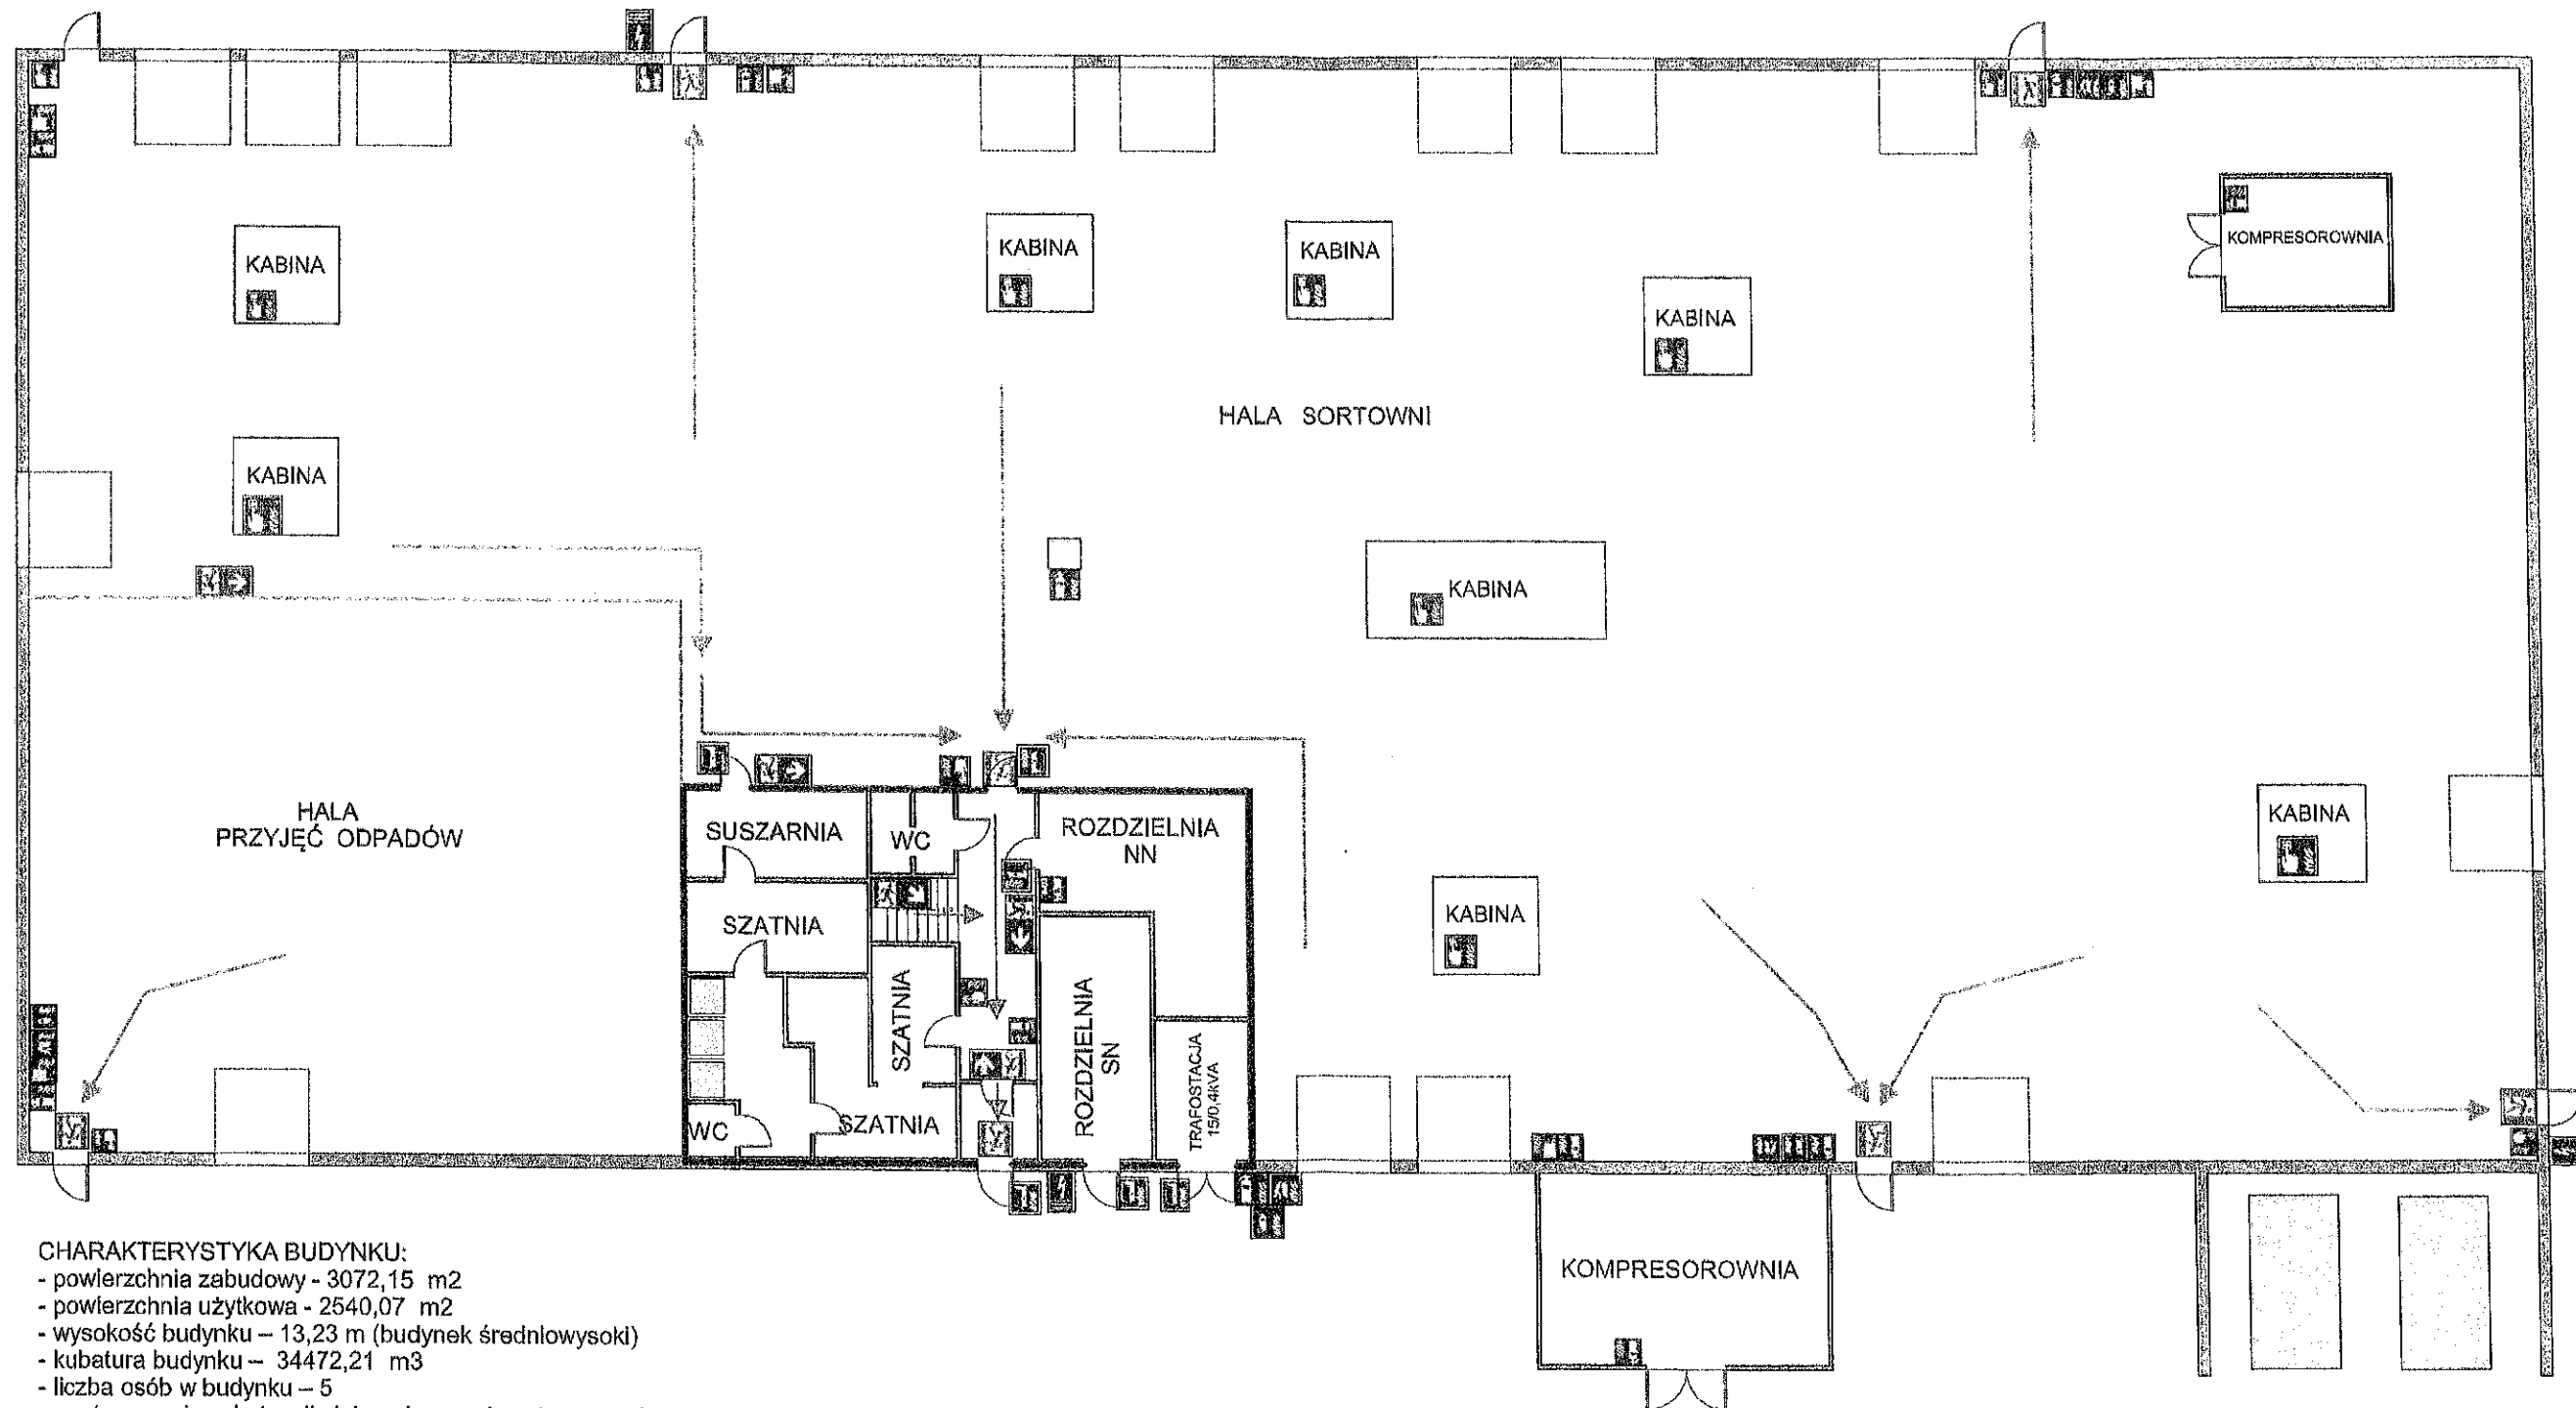 KABINA
KABINA
KABINA
KABINA
KOMPRESOROWNIA
HALA SORTOWNI
KABINA
KABINA
HALA
PRZYJĘĆ ODPADÓW
SUSZARNIA
WC
ROZDZIELNIA
NN
KABINA
KABINA
SZATNIA
SZATNIA
ROZDZIELNIA
SN
TRAFOSTACJA
15/0,4kVA
WC
SZATNIA
KOMPRESOROWNIA
CHARAKTERYSTYKA BUDYNKU:
- powierzchnia zabudowy - 3072,15 m2
- powierzchnia użytkowa - 2540,07 m2
- wysokość budynku – 13,23 m (budynek średniowysoki)
- kubatura budynku – 34472,21 m3
- liczba osób w budynku – 5